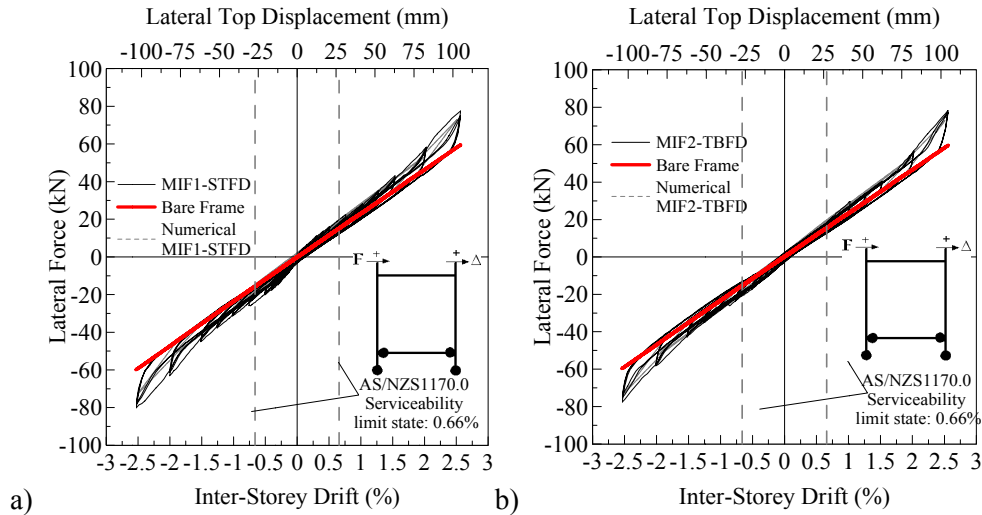 Lateral Top Displacement (mm)
-100 -75 -50 -25 0 25 50 75 100
100
80
60
40
20
0
-20
-40
-60
-80
-100
Lateral Force (kN)
MIF1-STFD
Bare Frame
Numerical
MIF1-STFD
F + + Δ
AS/NZS1170.0
Serviceability
limit state: 0.66%
-3 -2.5 -2 -1.5 -1 -0.5 0 0.5 1 1.5 2 2.5 3
Inter-Storey Drift (%)
a)
Lateral Top Displacement (mm)
-100 -75 -50 -25 0 25 50 75 100
100
80
60
40
20
0
-20
-40
-60
-80
-100
Lateral Force (kN)
MIF2-TBFD
Bare Frame
Numerical
MIF2-TBFD
F + + Δ
AS/NZS1170.0
Serviceability
limit state: 0.66%
-3 -2.5 -2 -1.5 -1 -0.5 0 0.5 1 1.5 2 2.5 3
Inter-Storey Drift (%)
b)